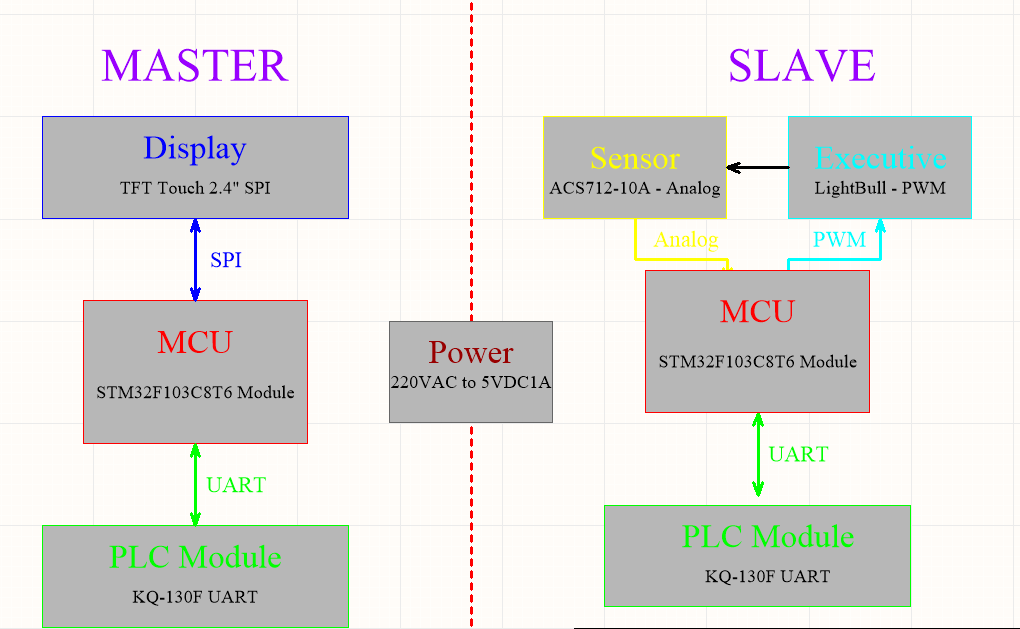 MASTER
SLAVE
Display
TFT Touch 2.4" SPI
SPI
MCU
STM32F103C8T6 Module
UART
PLC Module
KQ-130F UART
Power
220VAC to 5VDC1A
Sensor
ACS712-10A - Analog
Executive
LightBull - PWM
Analog
PWM
MCU
STM32F103C8T6 Module
UART
PLC Module
KQ-130F UART